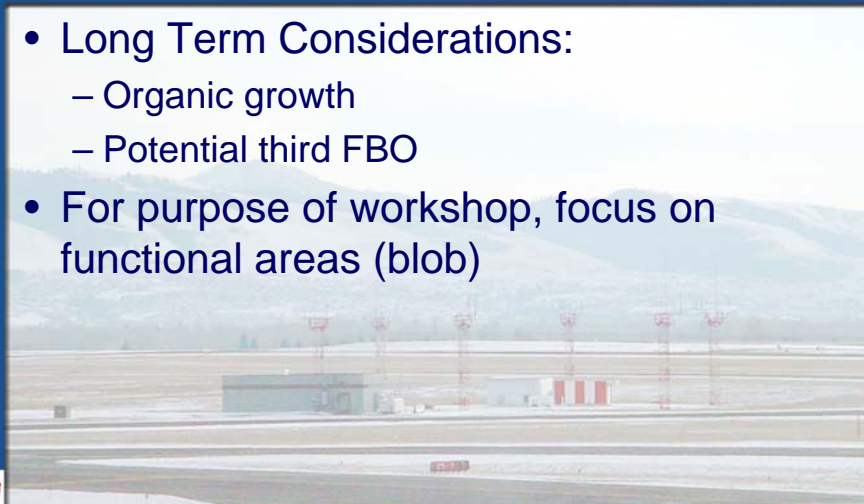 • Long Term Considerations:
– Organic growth
– Potential third FBO
• For purpose of workshop, focus on
functional areas (blob)